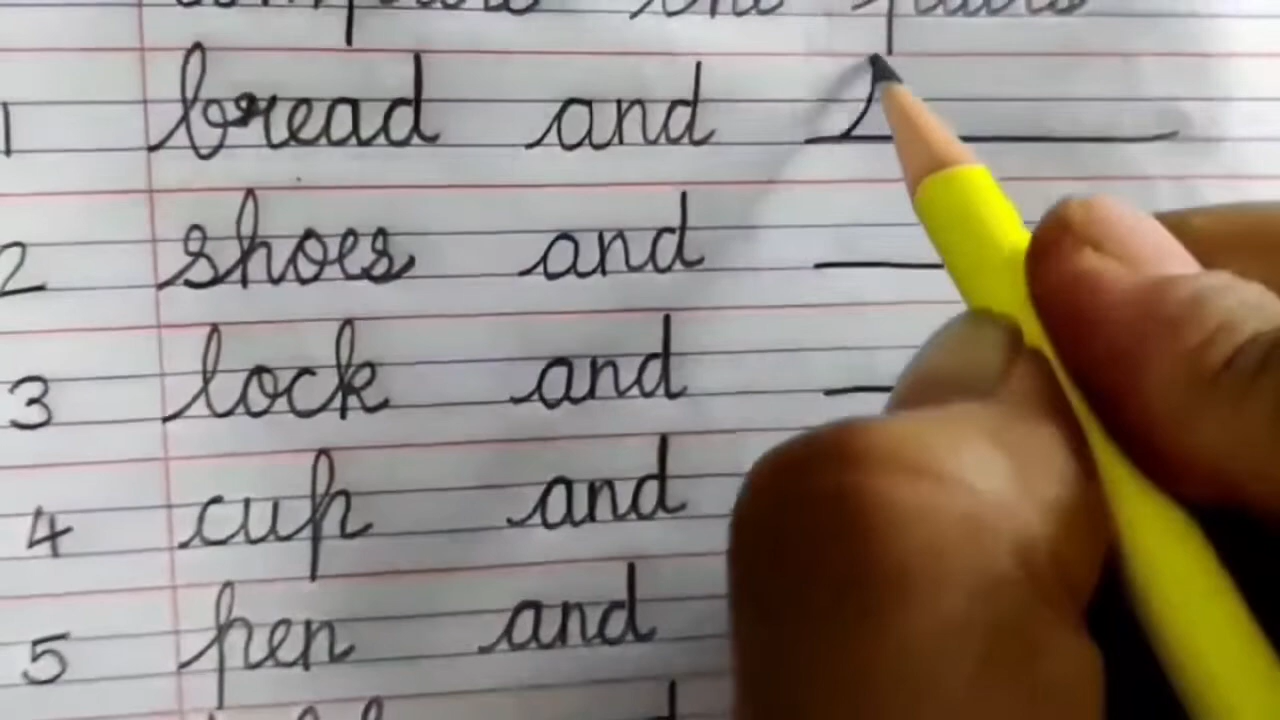 1 bread and
2 shoes and
3 lock and
4 cup and
5 pen and